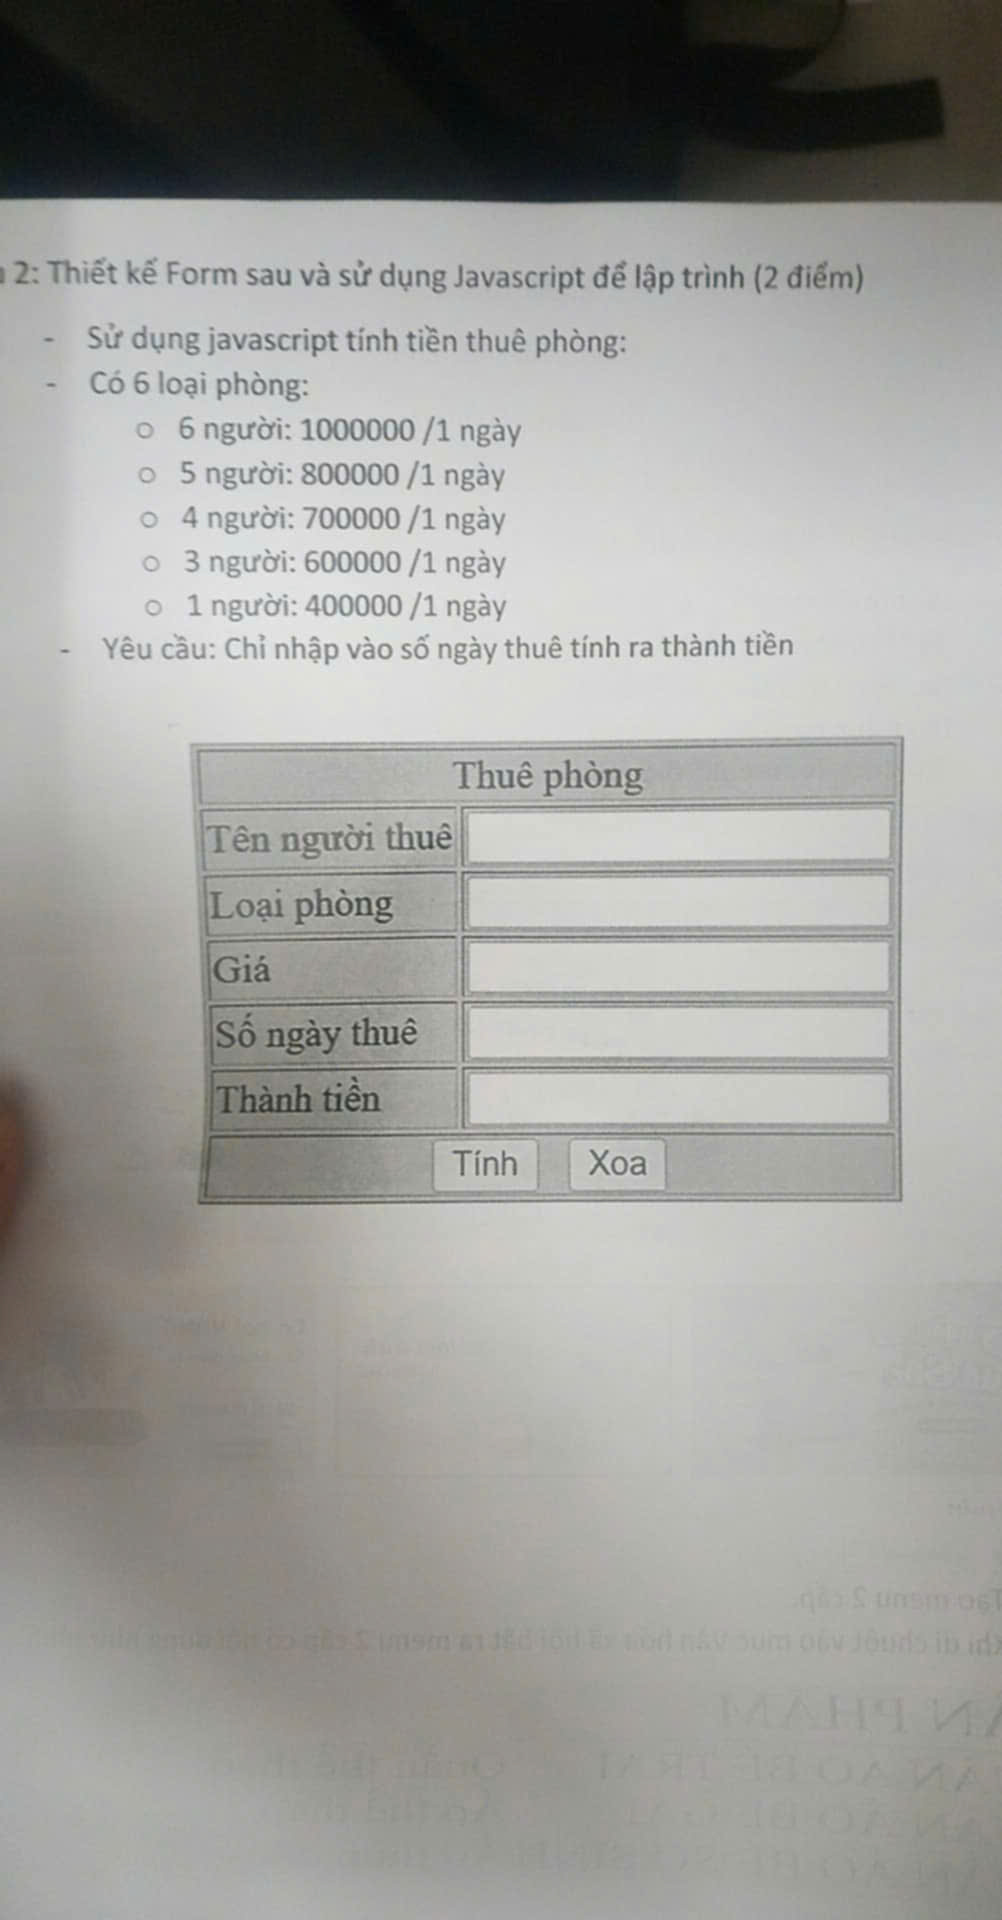 2: Thiết kế Form sau và sử dụng Javascript để lập trình (2 điểm)
- Sử dụng javascript tính tiền thuê phòng:
- Có 6 loại phòng:
o 6 người: 1000000 /1 ngày
o 5 người: 800000 /1 ngày
o 4 người: 700000 /1 ngày
o 3 người: 600000 /1 ngày
o 1 người: 400000 /1 ngày
- Yêu cầu: Chỉ nhập vào số ngày thuê tính ra thành tiền
Thuê phòng
Tên người thuê
Loại phòng
Giá
Số ngày thuê
Thành tiền
Tính Xoa